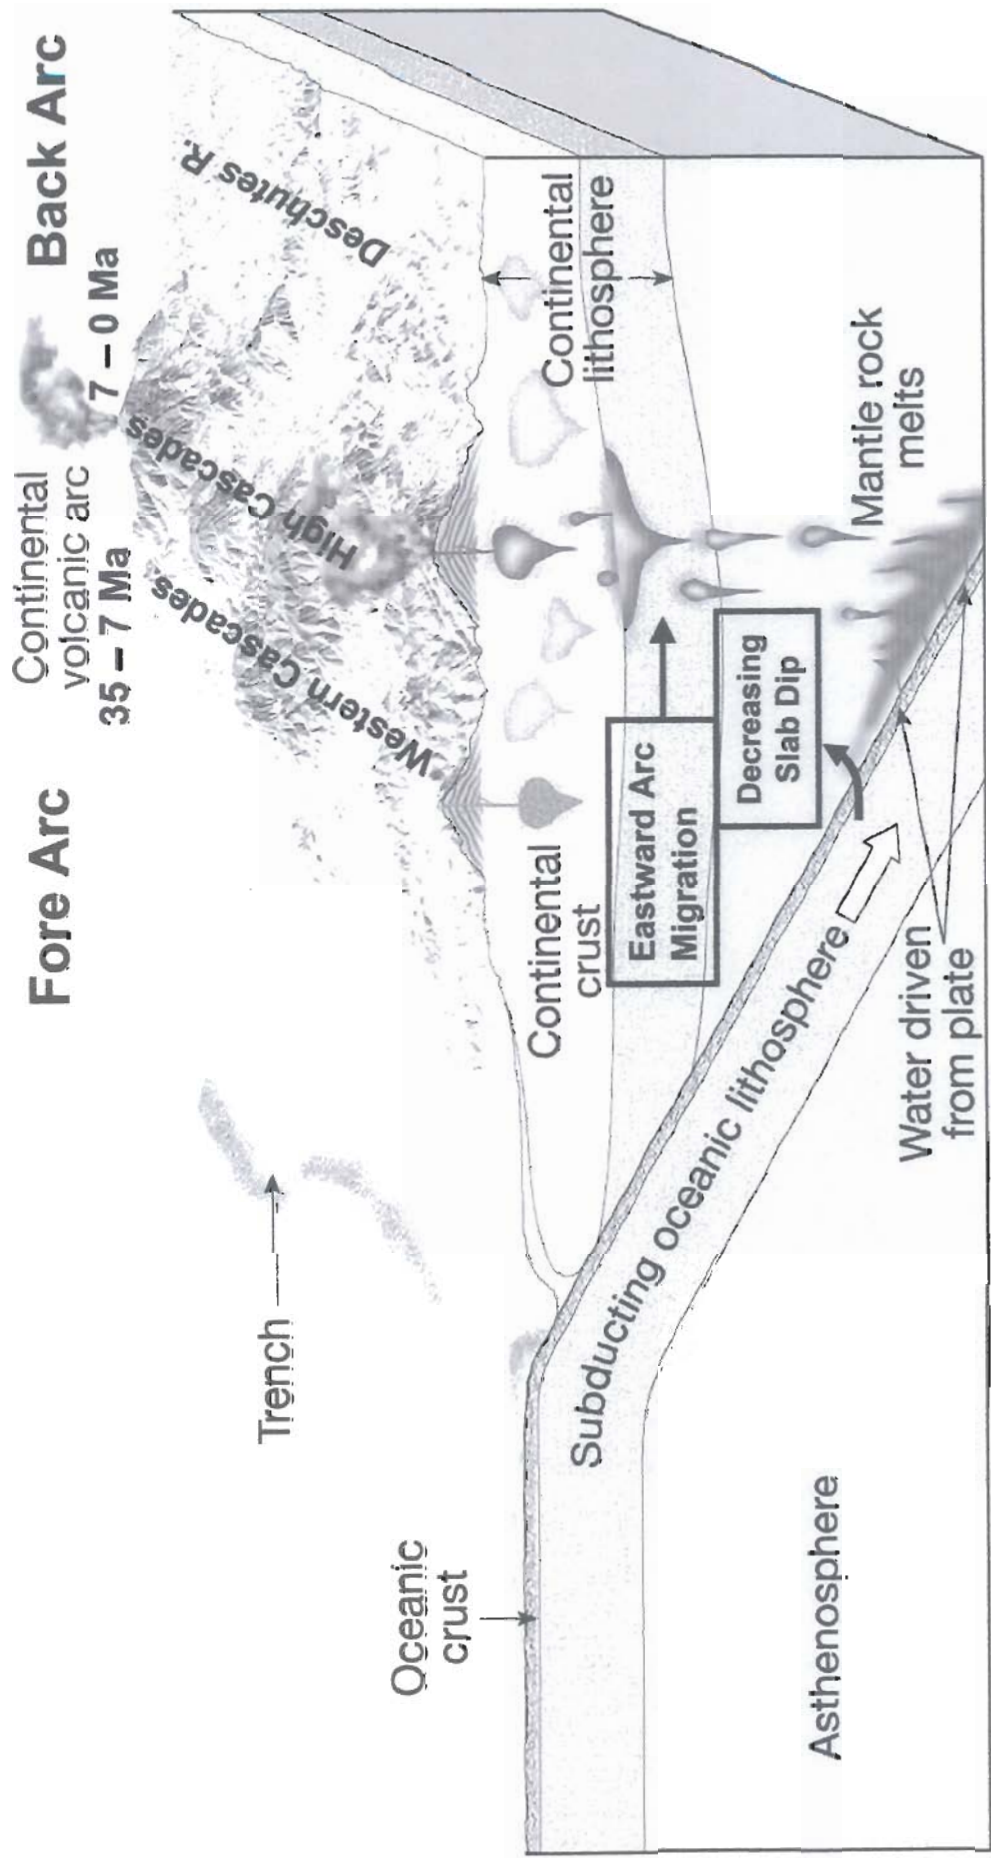 Fore Arc
Continental
volcanic arc
Back Arc
35 – 7 Ma
7 – 0 Ma
Trench
Western Cascades
High Cascades
Deschutes R.
Oceanic
crust
Continental
crust
Continental
lithosphere
Eastward Arc
Migration
Decreasing
Slab Dip
Subducting oceanic lithosphere
Mantle rock
melts
Water driven
from plate
Asthenosphere